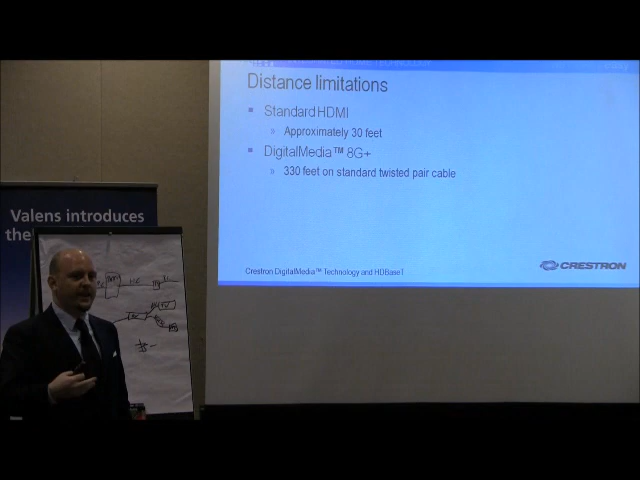 Distance limitations
Standard HDMI
» Approximately 30 feet
DigitalMedia™ 8G+
» 330 feet on standard twisted pair cable
Crestron DigitalMedia™ Technology and HDBaseT
CRESTRON
Valens introduces
the